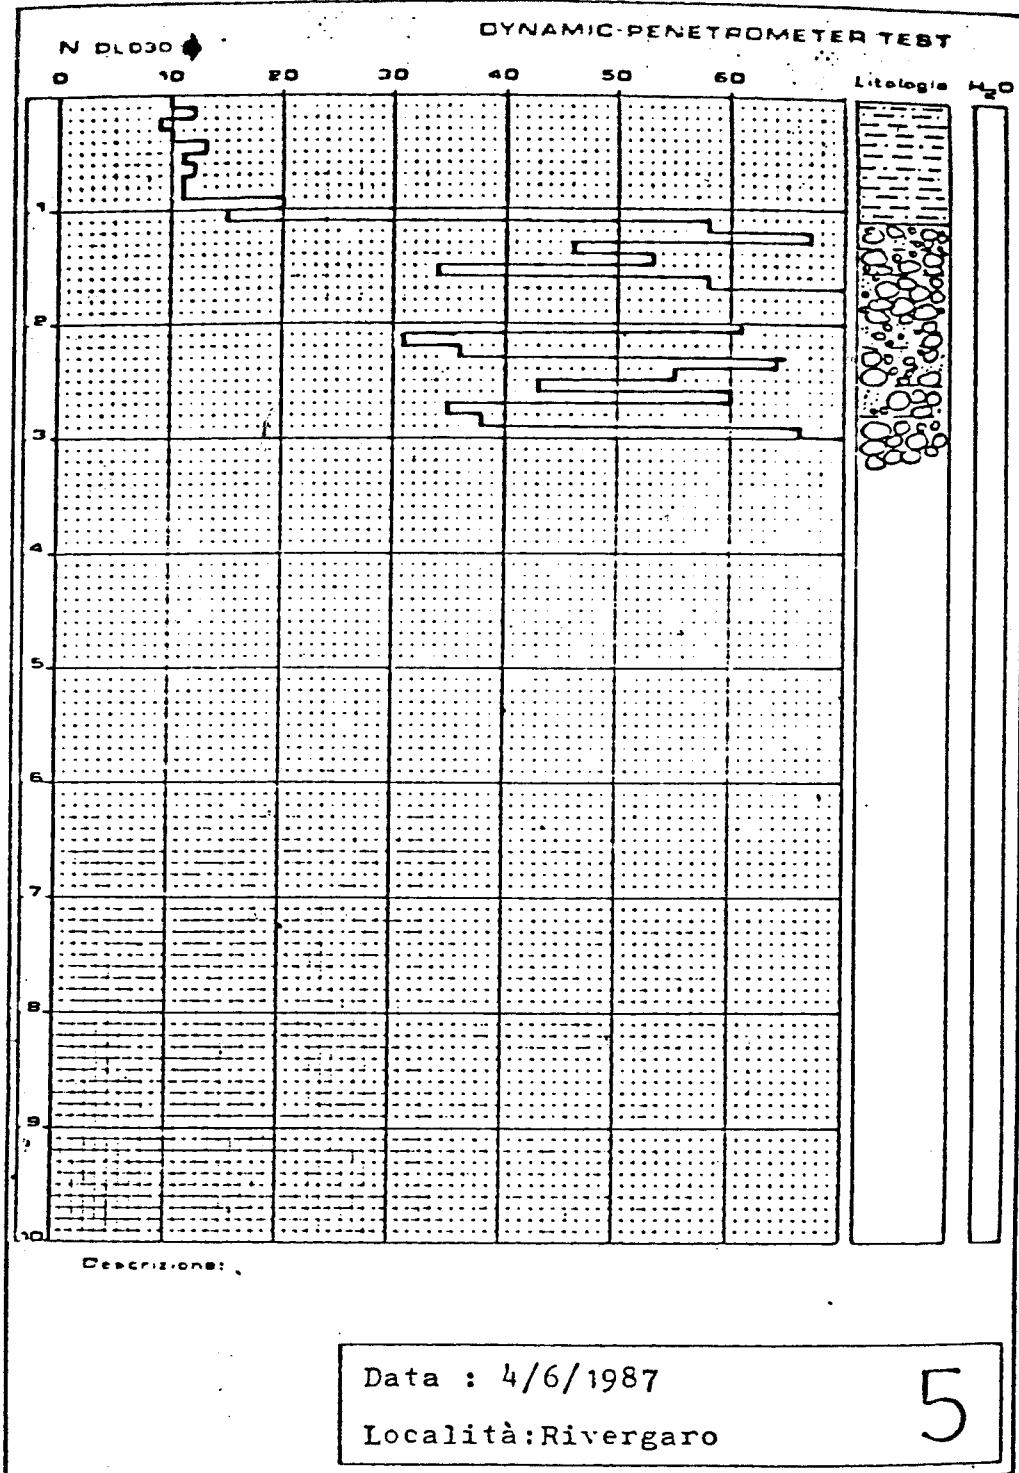 DYNAMIC-PENETROMETER TEST
N DL030
0 10 20 30 40 50 60
Litologia H2O
1
2
3
4
5
6
7
8
9
10
Descrizione:
Data : 4/6/1987
Località:Rivergaro
5